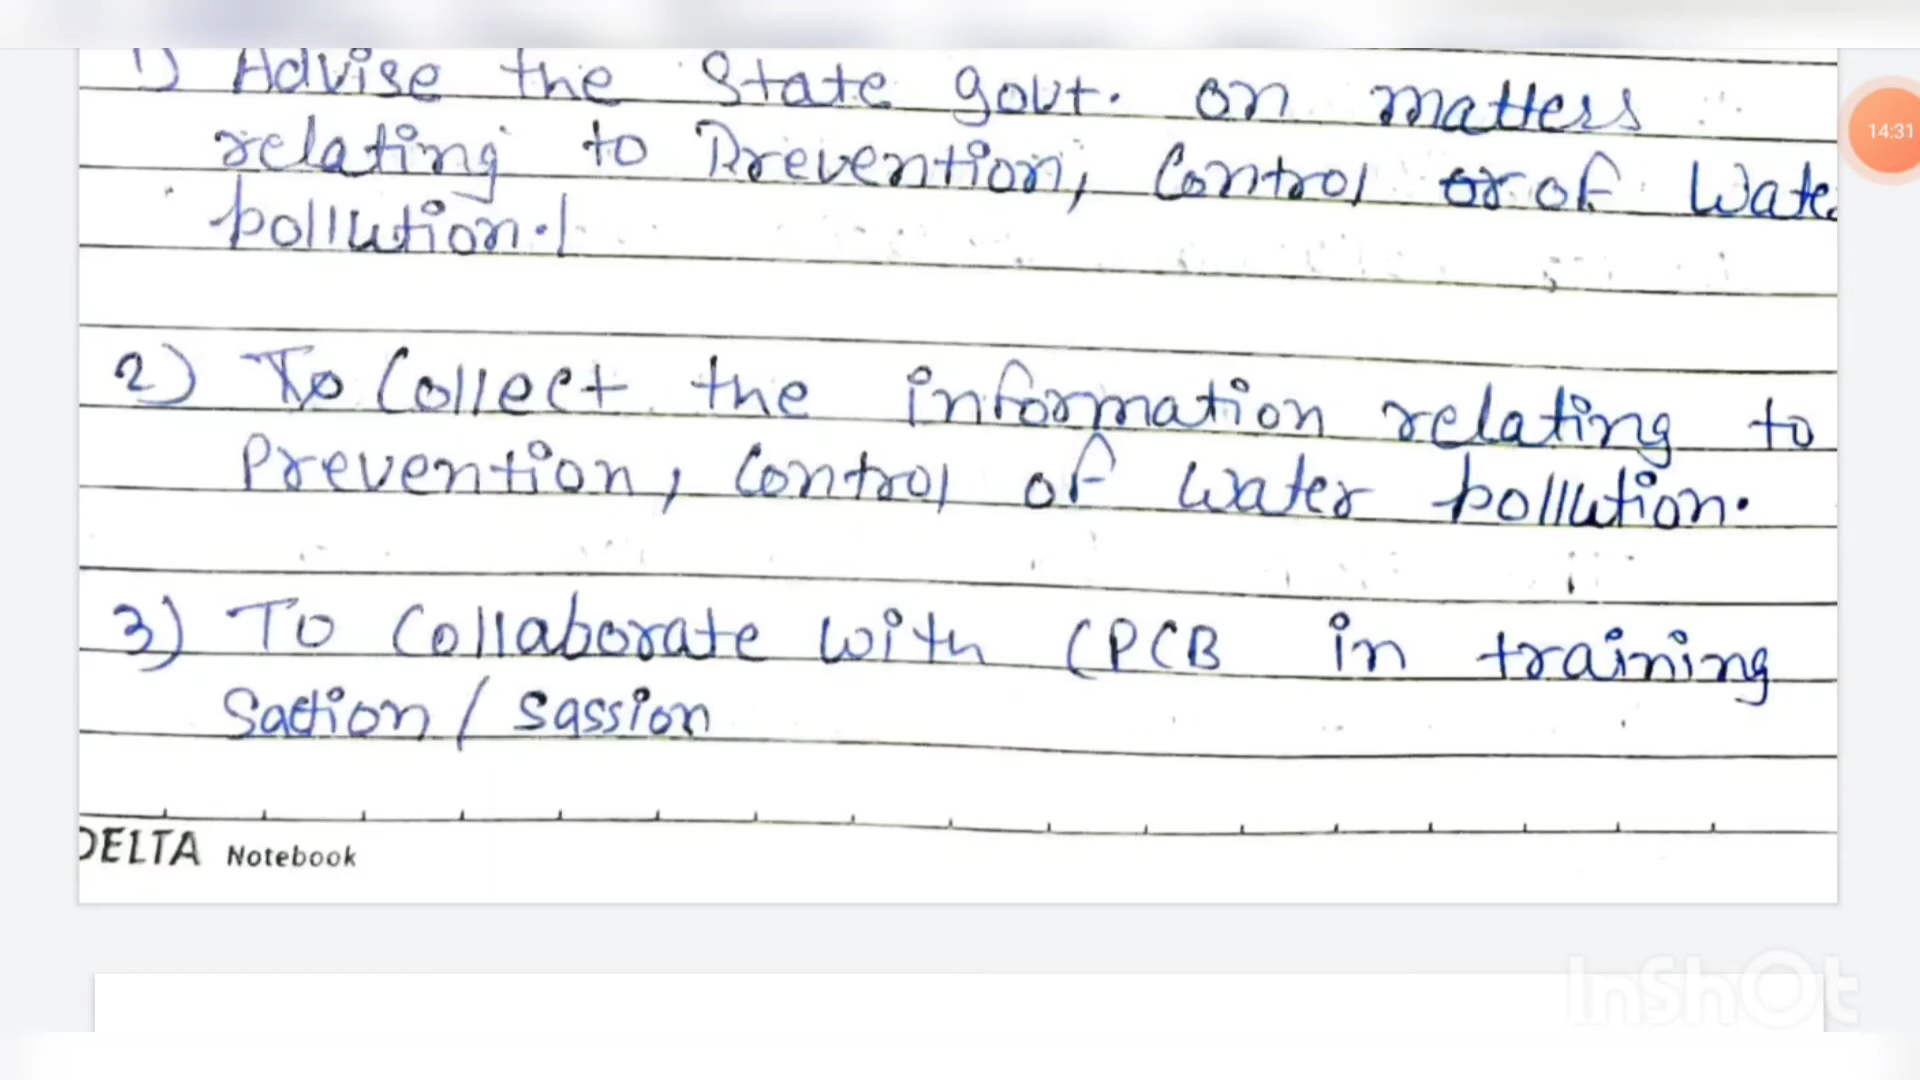 1) Advise the State govt. on matters
relating to Prevention, Control or of Wate
pollution.
2) To Collect the information relating to
Prevention, Control of water pollution.
3) To Collaborate with CPCB in training
Saction / sassion
DELTA Notebook
14:31
InShOt